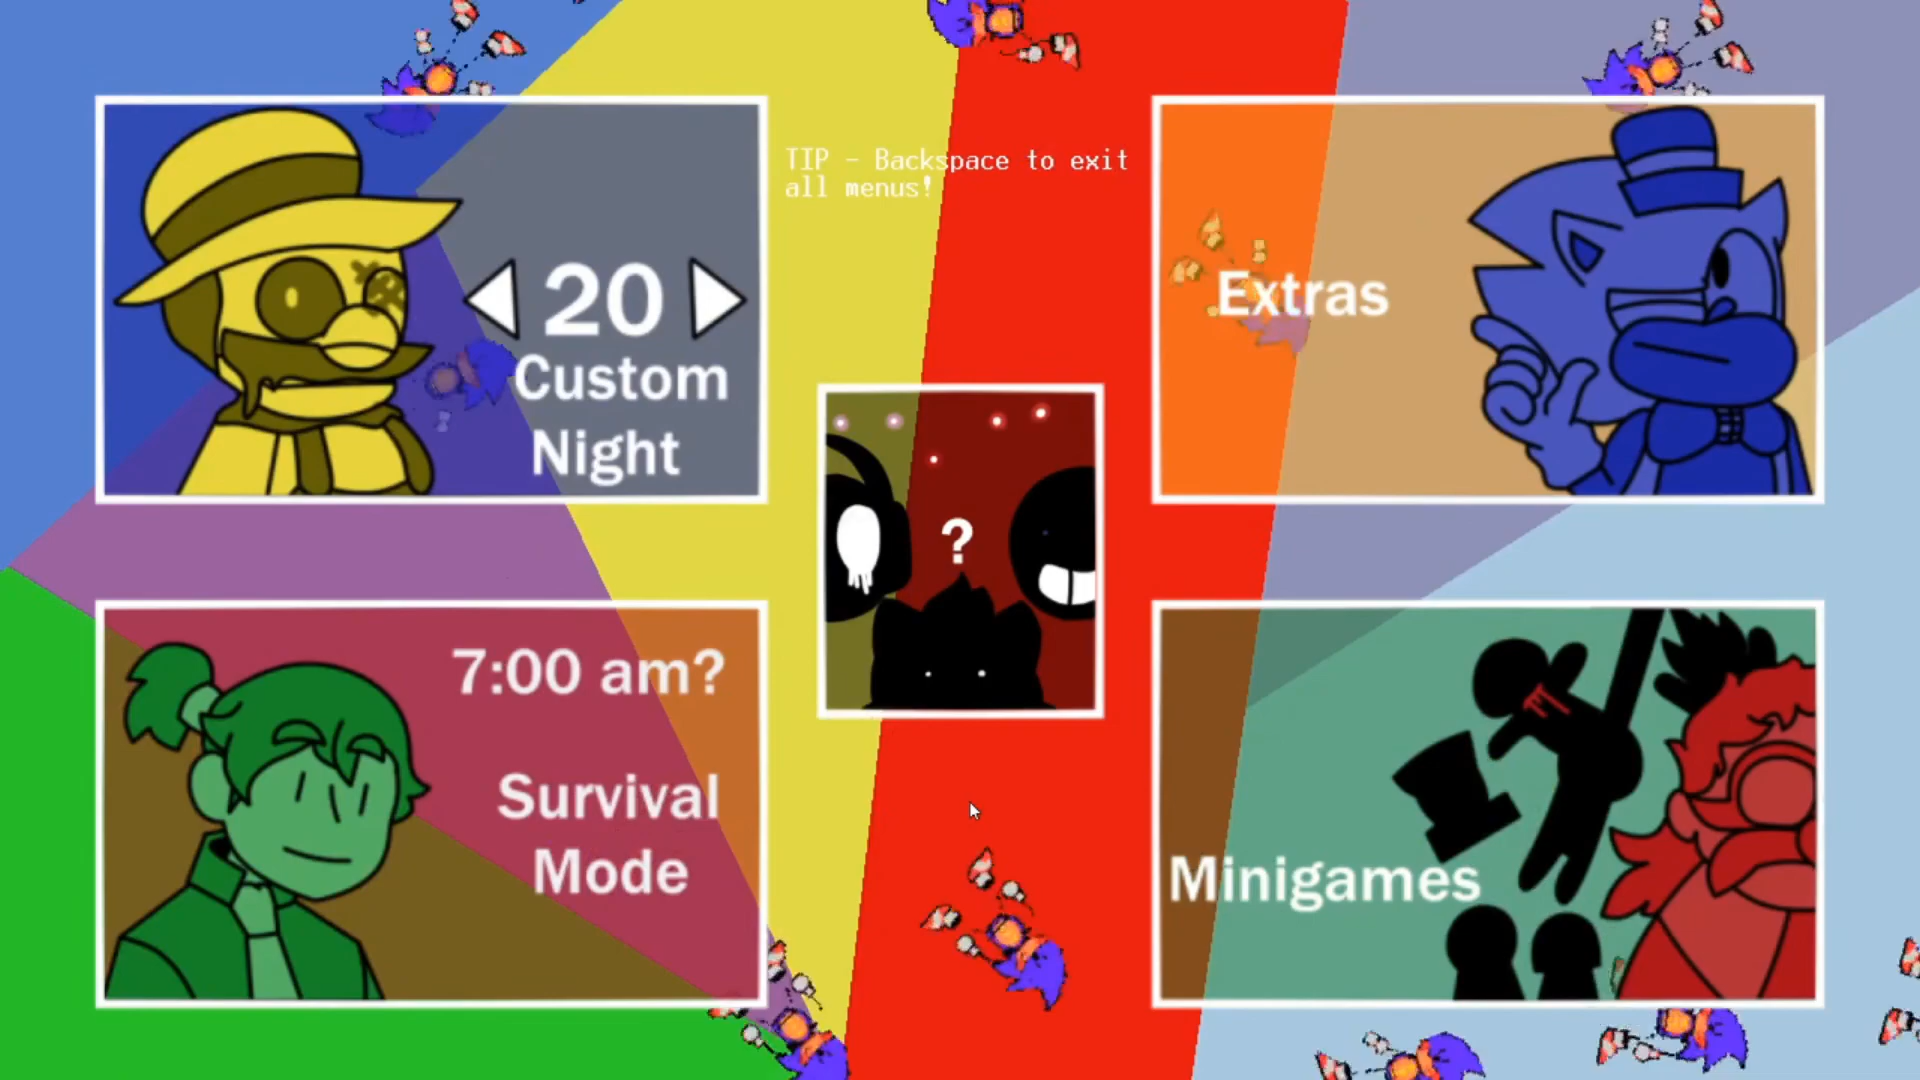 TIP - Backspace to exit
all menus!
20
Custom
Night
Extras
?
7:00 am?
Survival
Mode
Minigames